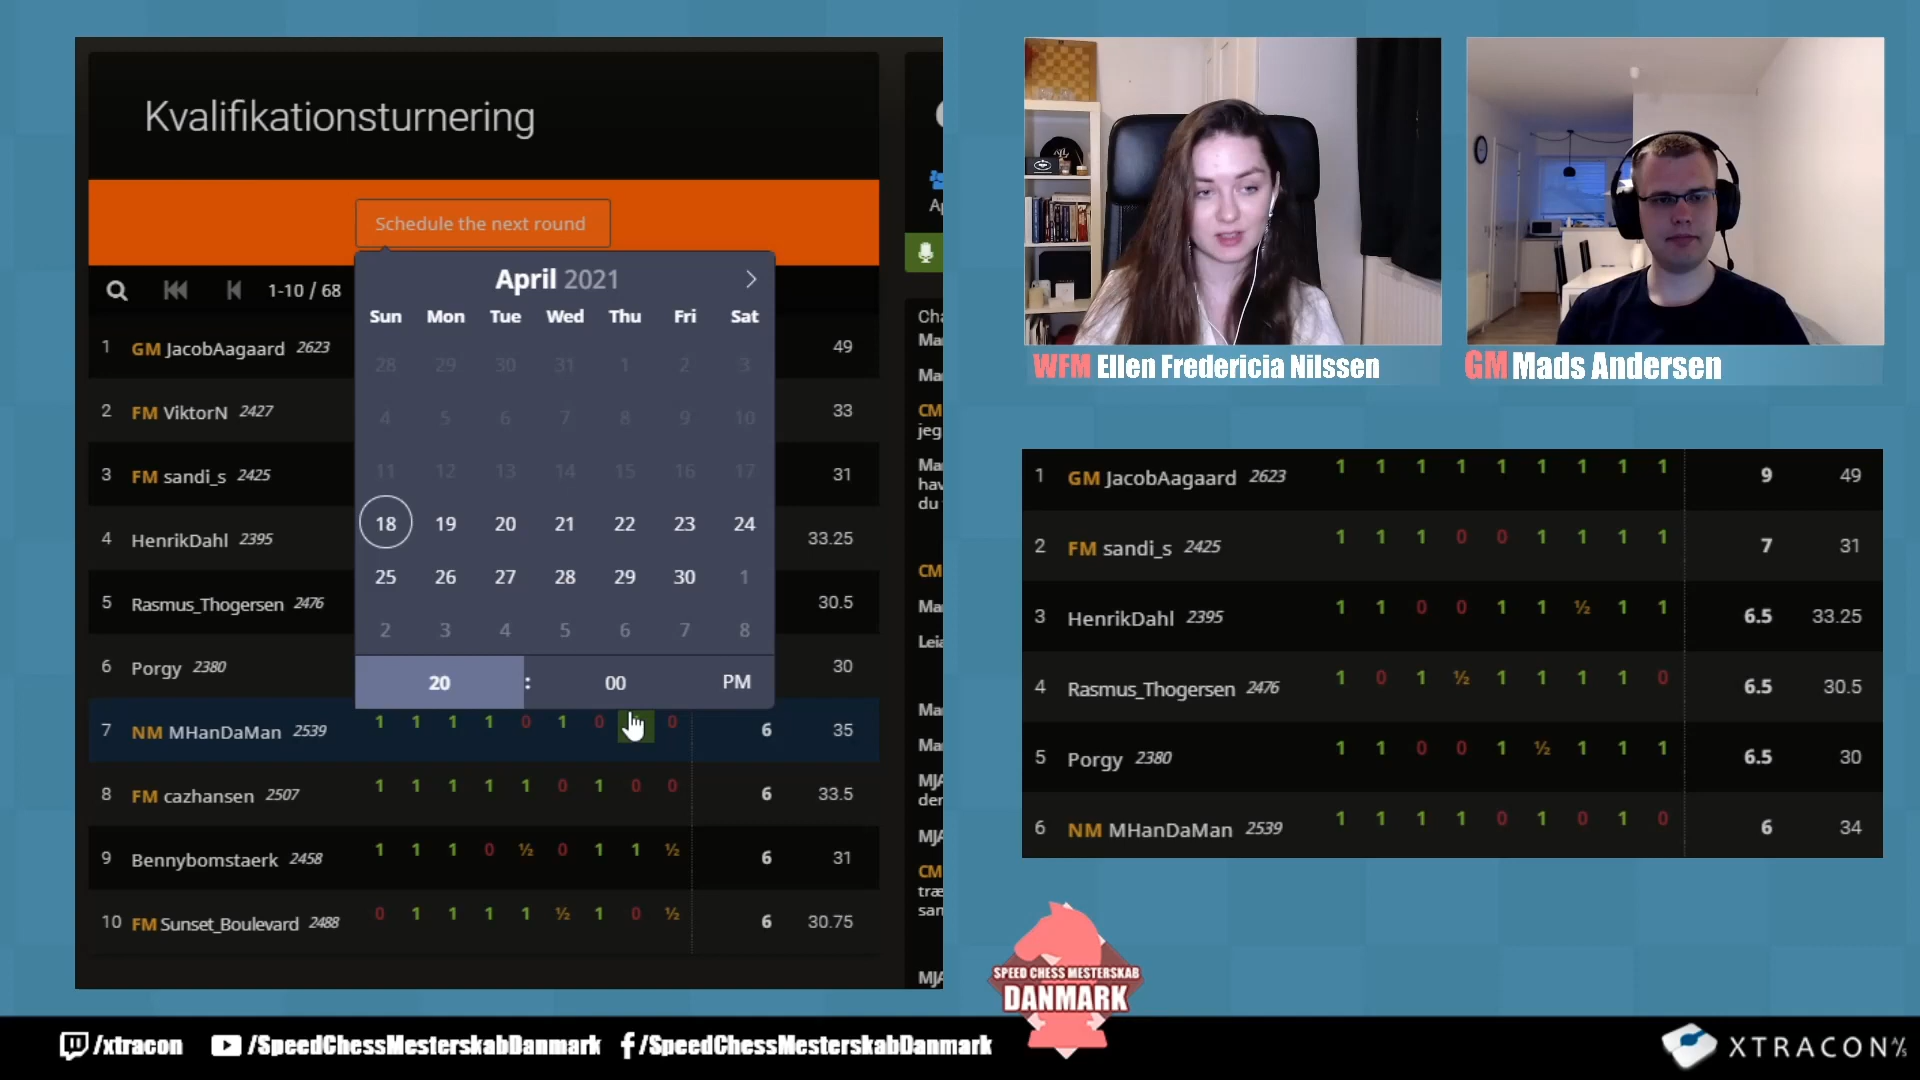 Kvalifikationsturnering
Schedule the next round
1-10 / 68
April 2021
Sun Mon Tue Wed Thu Fri Sat
28 29 30 31 1 2 3
4 5 6 7 8 9 10
11 12 13 14 15 16 17
18 19 20 21 22 23 24
25 26 27 28 29 30 1
2 3 4 5 6 7 8
20 : 00 PM
1 GM JacobAagaard 2623 49
2 FM ViktorN 2427 33
3 FM sandi_s 2425 31
4 HenrikDahl 2395 33.25
5 Rasmus_Thogersen 2476 30.5
6 Porgy 2380 30
7 NM MHanDaMan 2539 1 1 1 1 0 1 0 0 6 35
8 FM cazhansen 2507 1 1 1 1 1 0 1 0 0 6 33.5
9 Bennybomstaerk 2458 1 1 1 0 ½ 0 1 1 ½ 6 31
10 FM Sunset_Boulevard 2488 0 1 1 1 1 ½ 1 0 ½ 6 30.75
CM
jeg
du
CM
MJA
der
MJA
CM
MJA
WFM Ellen Fredericia Nilssen
GM Mads Andersen
1 GM JacobAagaard 2623 1 1 1 1 1 1 1 1 1 9 49
2 FM sandi_s 2425 1 1 1 0 0 1 1 1 1 7 31
3 HenrikDahl 2395 1 1 0 0 1 1 ½ 1 1 6.5 33.25
4 Rasmus_Thogersen 2476 1 0 1 ½ 1 1 1 1 0 6.5 30.5
5 Porgy 2380 1 1 0 0 1 ½ 1 1 1 6.5 30
6 NM MHanDaMan 2539 1 1 1 1 0 1 0 1 0 6 34
SPEED CHESS MESTERSKAB
DANMARK
/xtracon /SpeedChessMesterskabDanmark /SpeedChessMesterskabDanmark
XTRACON A/S